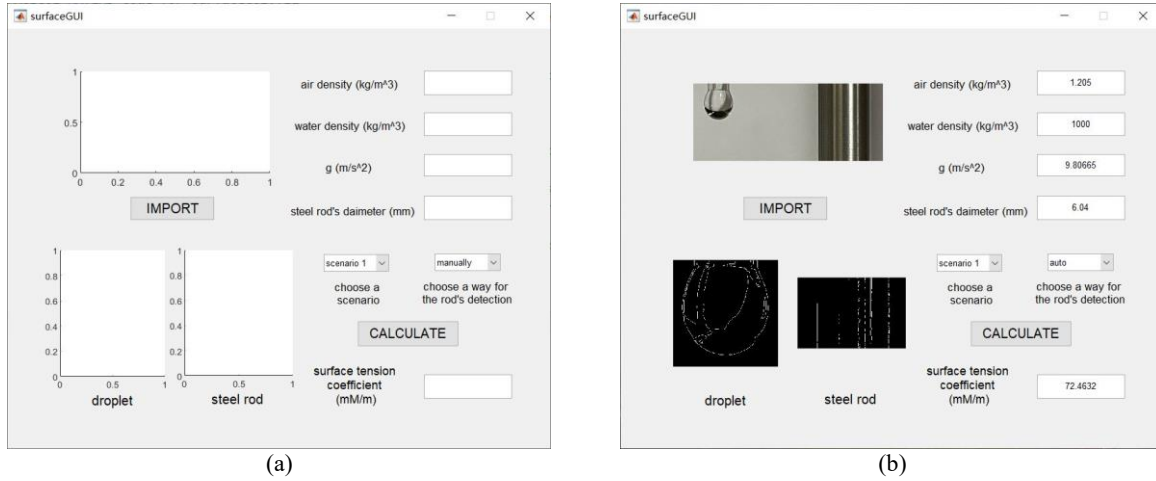 surfaceGUI
1
0.5
0
0 0.2 0.4 0.6 0.8 1
IMPORT
air density (kg/m^3)
water density (kg/m^3)
g (m/s^2)
steel rod's daimeter (mm)
1
0.8
0.6
0.4
0.2
0
0 0.5 1
droplet
1
0.8
0.6
0.4
0.2
0
0 0.5 1
steel rod
scenario 1
choose a
scenario
manually
choose a way for
the rod's detection
CALCULATE
surface tension
coefficient
(mM/m)
(a)
surfaceGUI
IMPORT
air density (kg/m^3) 1.205
water density (kg/m^3) 1000
g (m/s^2) 9.80665
steel rod's daimeter (mm) 6.04
droplet
steel rod
scenario 1
choose a
scenario
auto
choose a way for
the rod's detection
CALCULATE
surface tension
coefficient
(mM/m)
72.4632
(b)